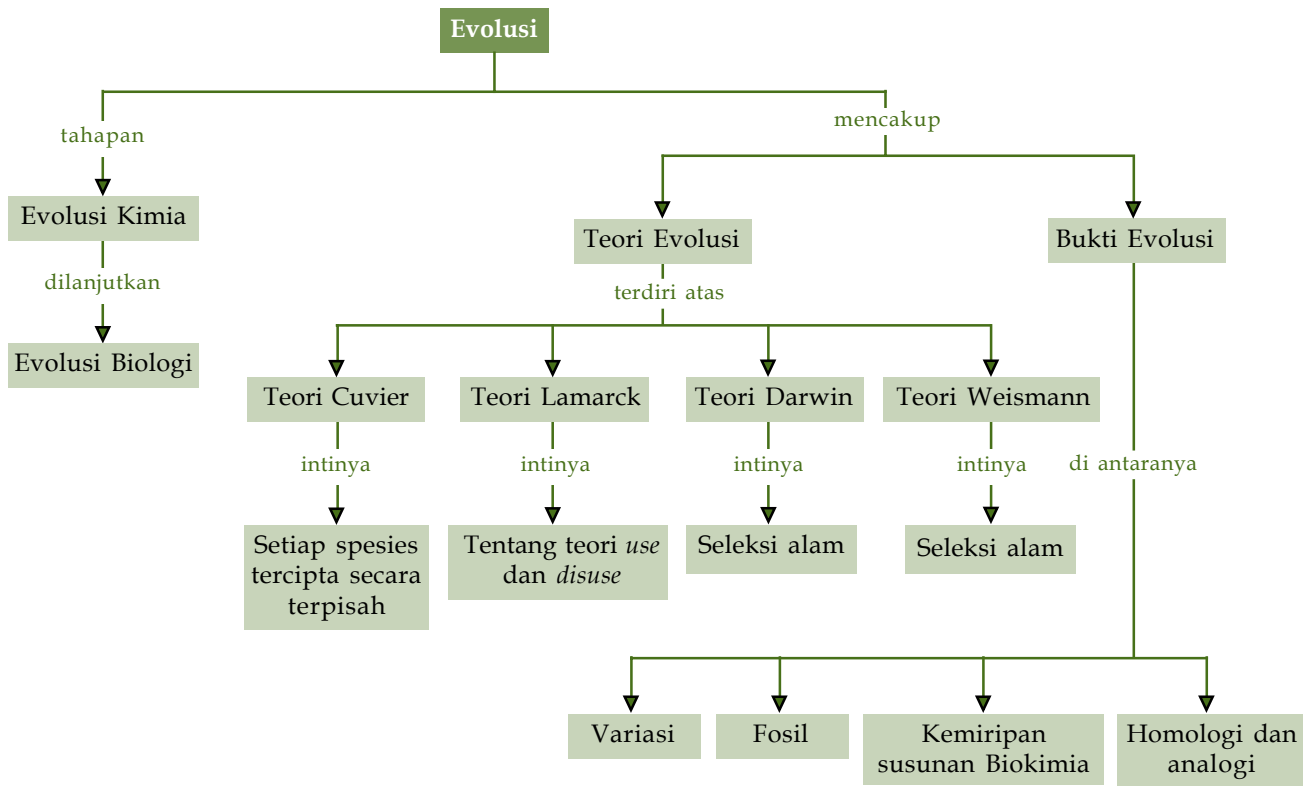 Evolusi
tahapan
mencakup
Evolusi Kimia
Teori Evolusi
Bukti Evolusi
dilanjutkan
terdiri atas
Evolusi Biologi
Teori Cuvier
Teori Lamarck
Teori Darwin
Teori Weismann
intinya
intinya
intinya
intinya
di antaranya
Setiap spesies
tercipta secara
terpisah
Tentang teori use
dan disuse
Seleksi alam
Seleksi alam
Variasi
Fosil
Kemiripan
susunan Biokimia
Homologi dan
analogi